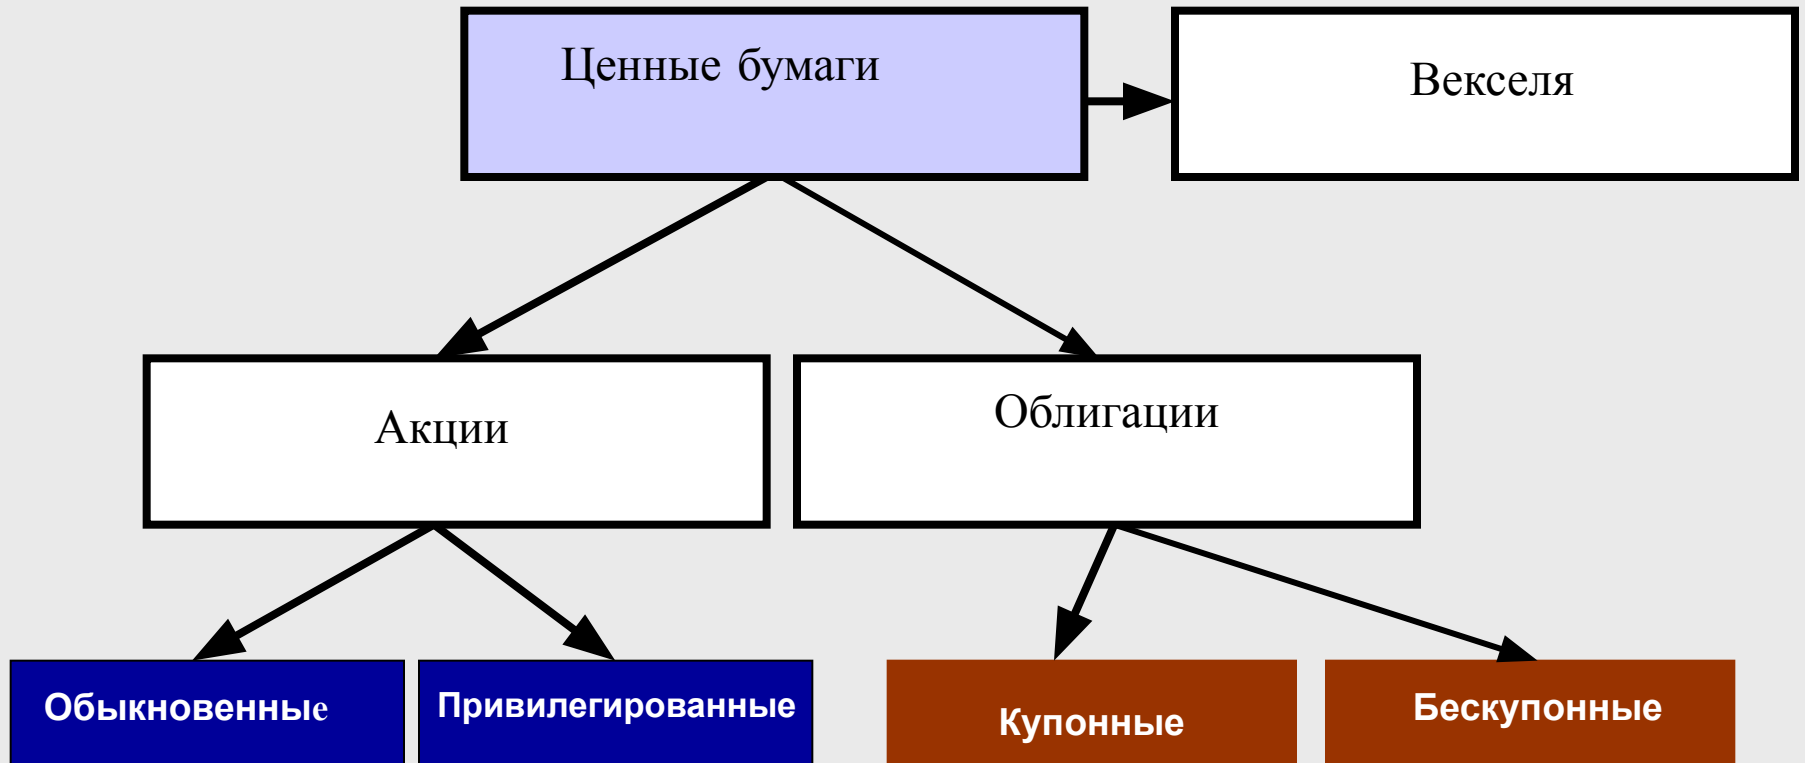 Ценные бумаги
Векселя
Акции
Облигации
Обыкновенные
Привилегированные
Купонные
Бескупонные